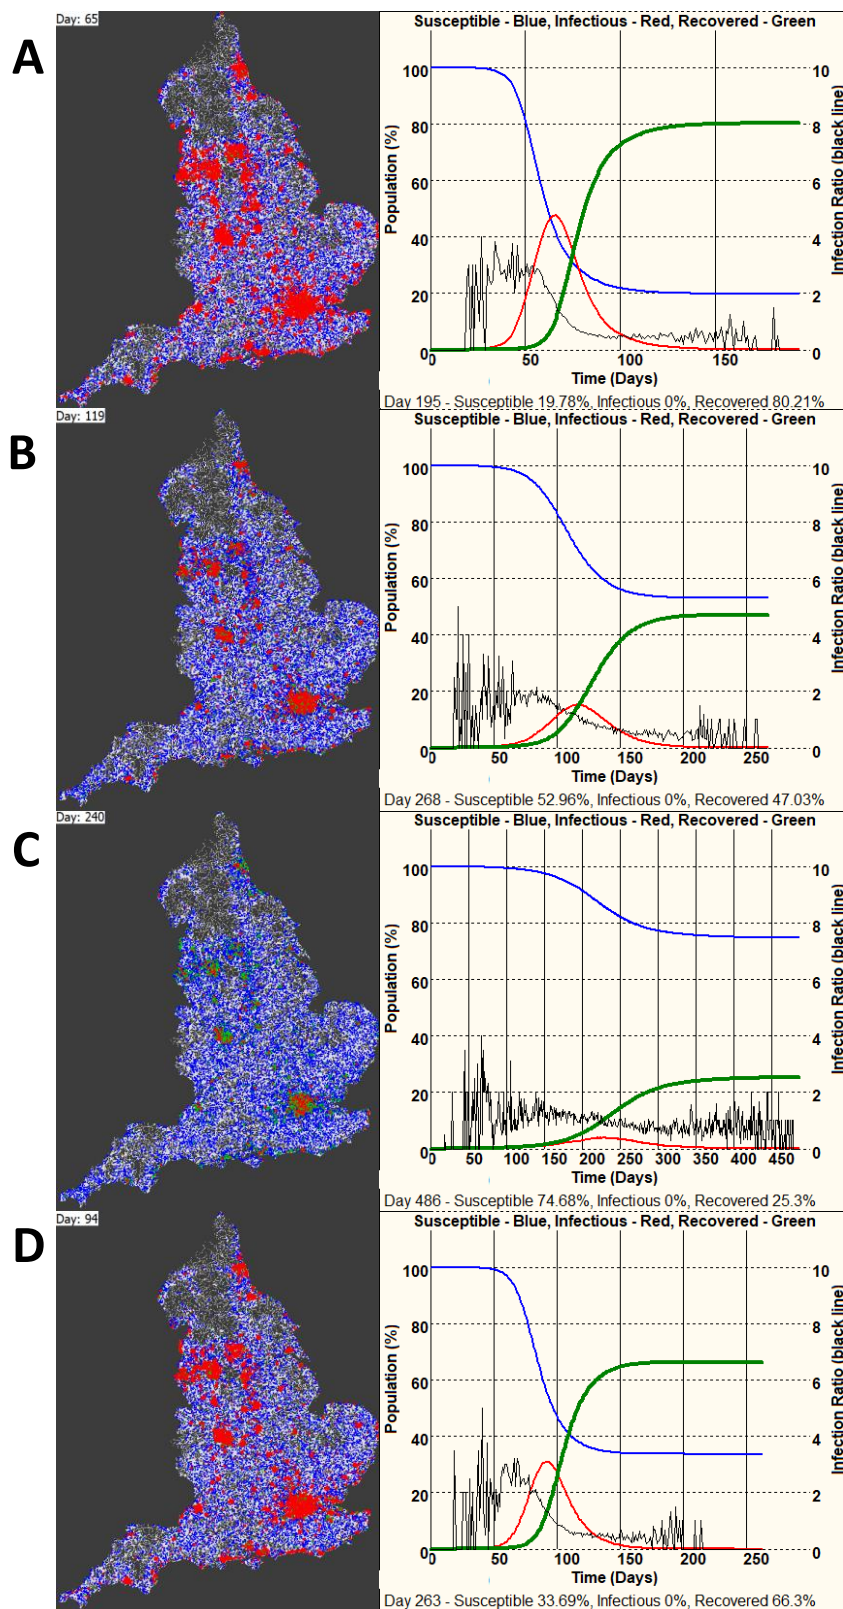 A
Day: 65
Susceptible - Blue, Infectious - Red, Recovered - Green
100 10
80 8
60 6
40 4
20 2
0 0
Population (%)
Infection Ratio (black line)
0 50 100 150
Time (Days)
Day 195 - Susceptible 19.78%, Infectious 0%, Recovered 80.21%
B
Day: 119
Susceptible - Blue, Infectious - Red, Recovered - Green
100 10
80 8
60 6
40 4
20 2
0 0
Population (%)
Infection Ratio (black line)
0 50 100 150 200 250
Time (Days)
Day 268 - Susceptible 52.96%, Infectious 0%, Recovered 47.03%
C
Day: 240
Susceptible - Blue, Infectious - Red, Recovered - Green
100 10
80 8
60 6
40 4
20 2
0 0
Population (%)
Infection Ratio (black line)
0 50 100 150 200 250 300 350 400 450
Time (Days)
Day 486 - Susceptible 74.68%, Infectious 0%, Recovered 25.3%
D
Day: 94
Susceptible - Blue, Infectious - Red, Recovered - Green
100 10
80 8
60 6
40 4
20 2
0 0
Population (%)
Infection Ratio (black line)
0 50 100 150 200 250
Time (Days)
Day 263 - Susceptible 33.69%, Infectious 0%, Recovered 66.3%